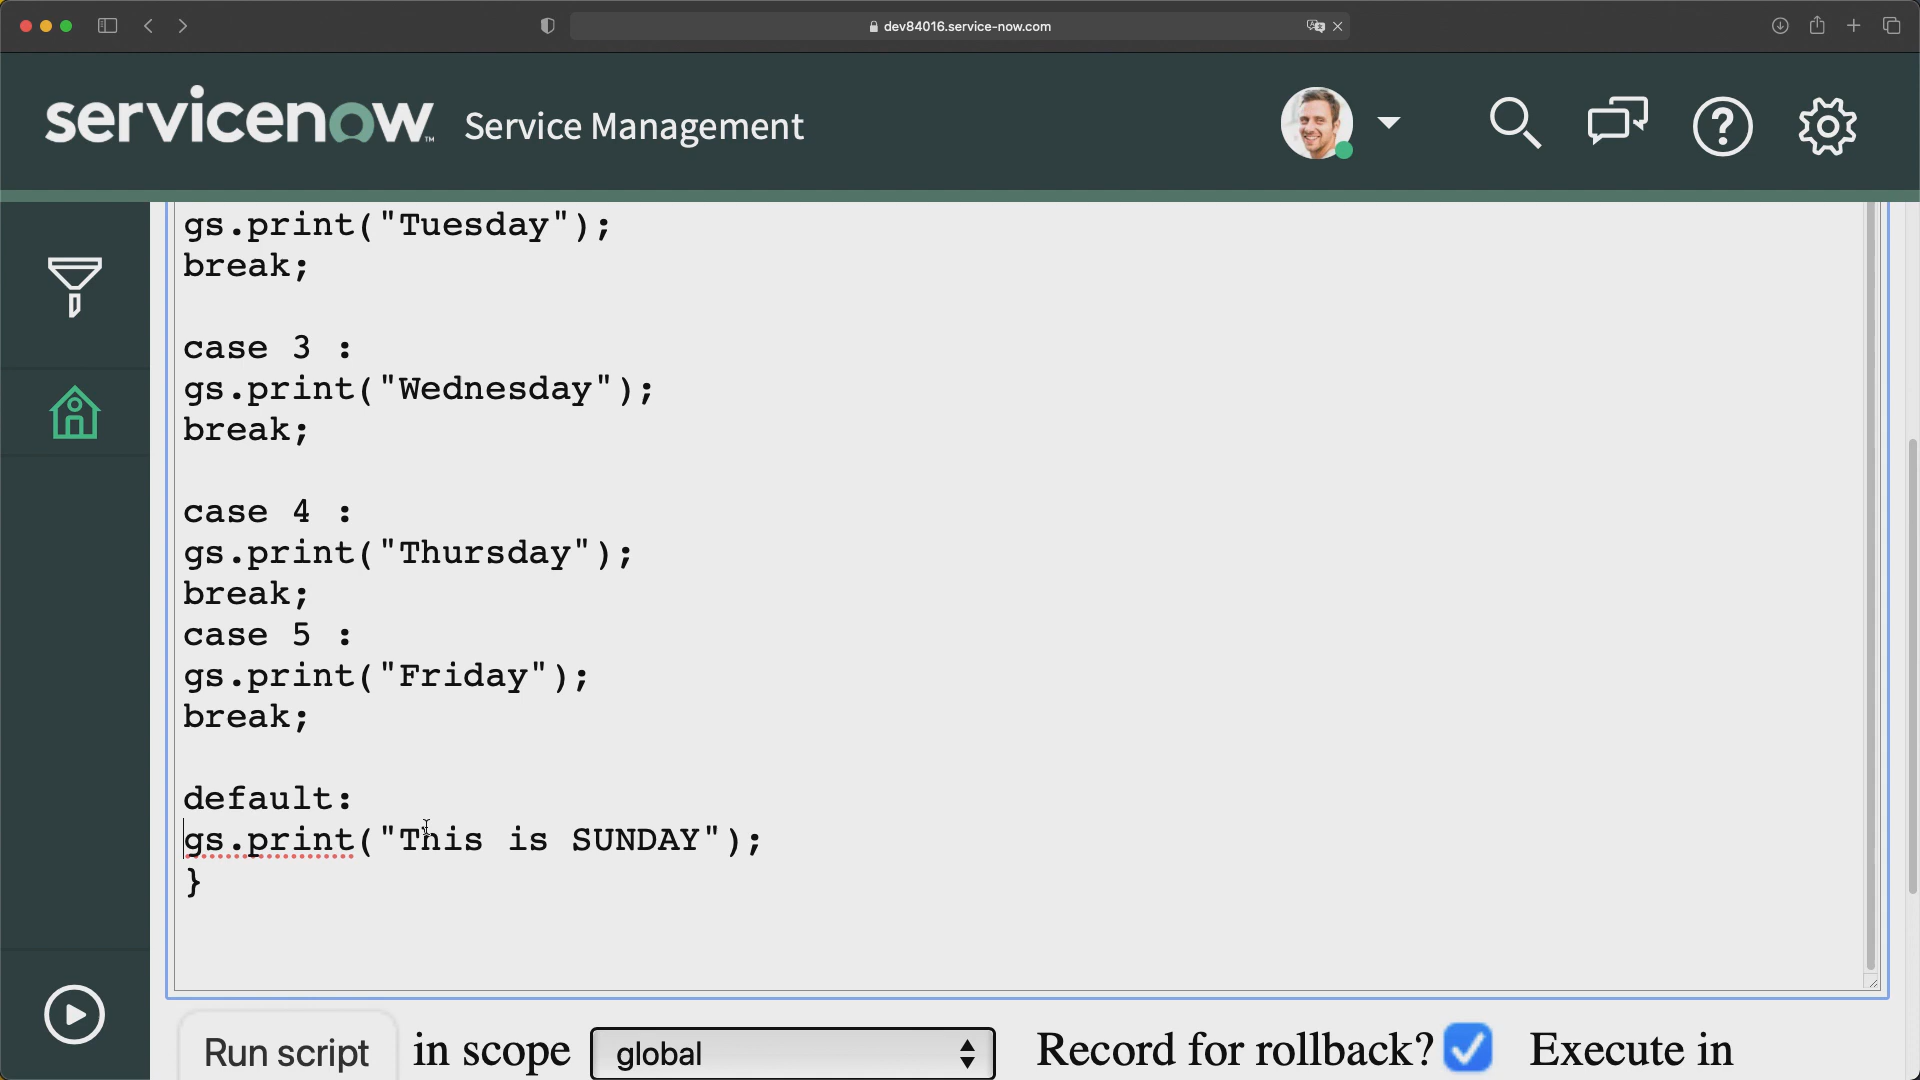 dev84016.service-now.com
servicenow™ Service Management
gs.print("Tuesday");
break;
case 3 :
gs.print("Wednesday");
break;
case 4 :
gs.print("Thursday");
break;
case 5 :
gs.print("Friday");
break;
default:
gs.print("This is SUNDAY");
}
Run script in scope global Record for rollback? Execute in